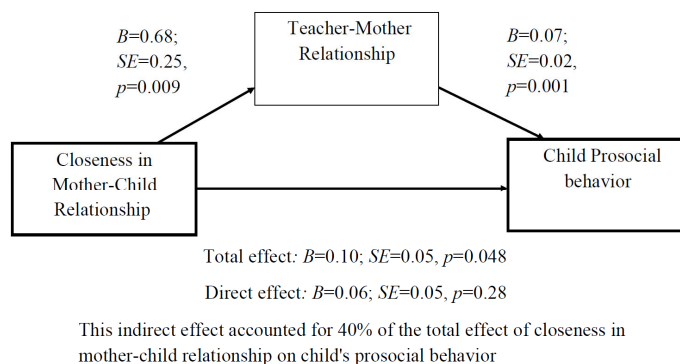 B=0.68;
SE=0.25,
p=0.009
Teacher-Mother
Relationship
B=0.07;
SE=0.02,
p=0.001
Closeness in
Mother-Child
Relationship
Child Prosocial
behavior
Total effect: B=0.10; SE=0.05, p=0.048
Direct effect: B=0.06; SE=0.05, p=0.28
This indirect effect accounted for 40% of the total effect of closeness in
mother-child relationship on child's prosocial behavior